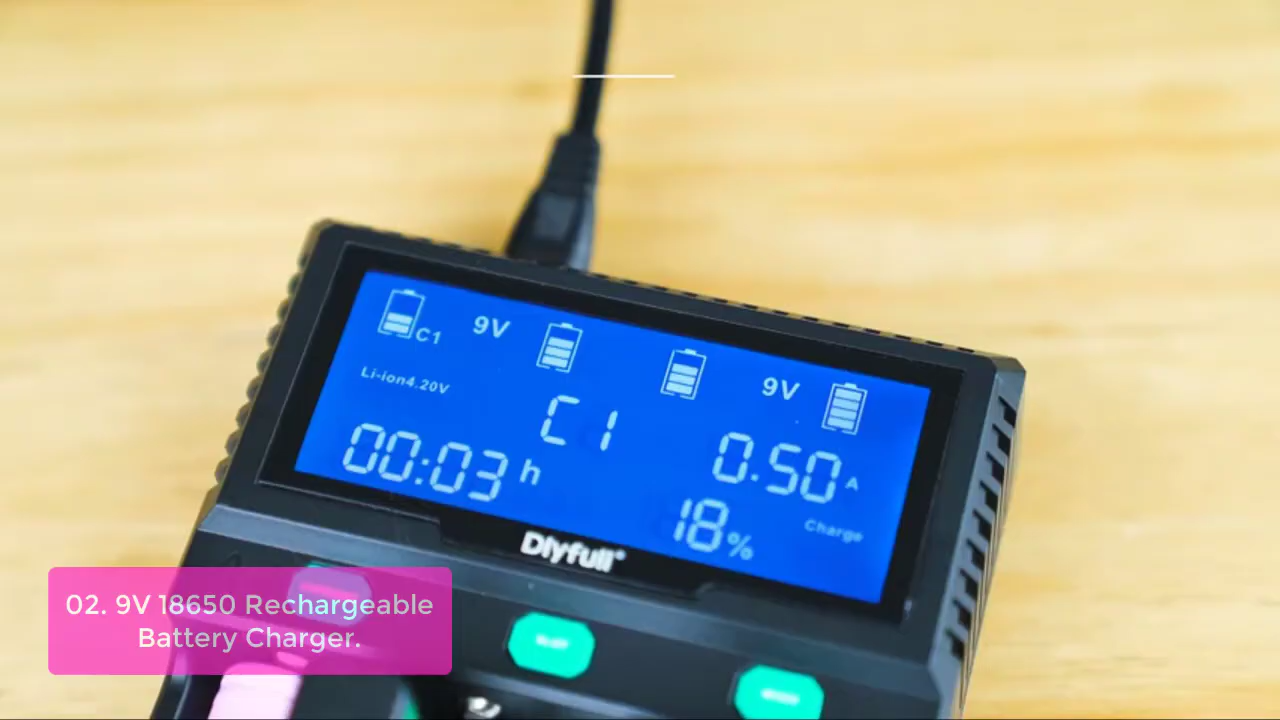 C1
9V
9V
Li-ion4.20V
C1
00:03 h
0.50 A
18 %
Charge
Dlyfull®
02. 9V 18650 Rechargeable
Battery Charger.